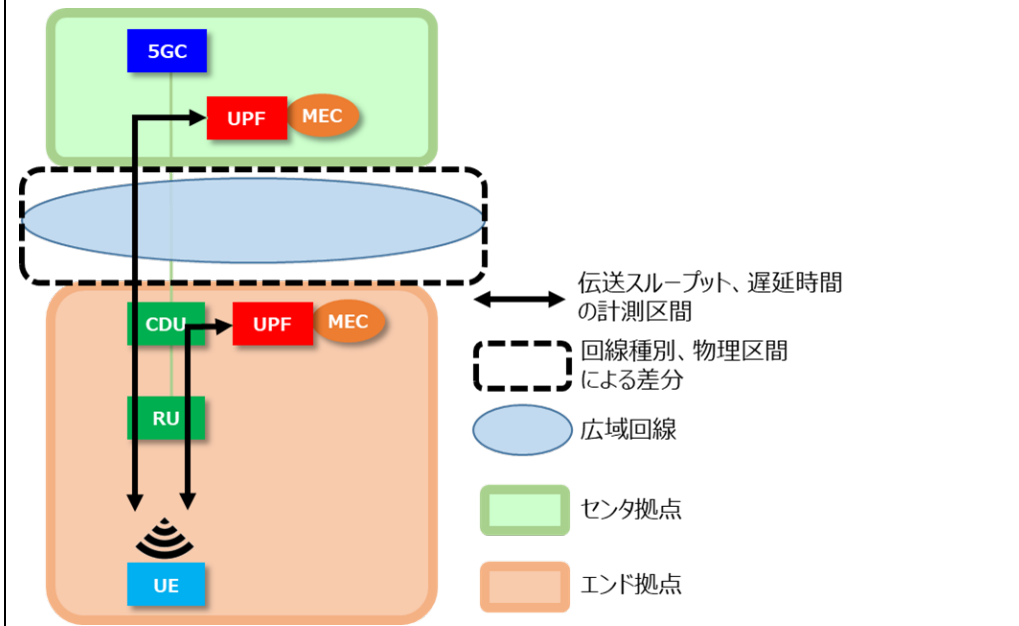 5GC
UPF
MEC
CDU
UPF
MEC
RU
UE
伝送スループット、遅延時間
の計測区間
回線種別、物理区間
による差分
広域回線
センタ拠点
エンド拠点